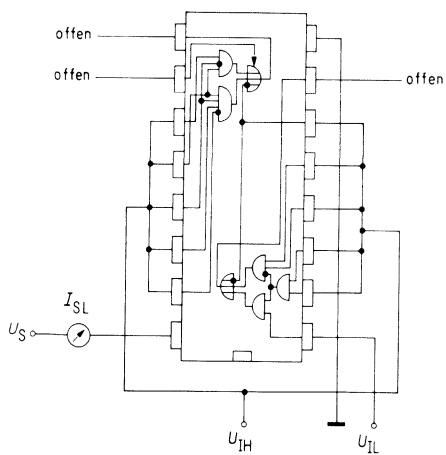 offen
offen
offen
I_SL
U_S
U_IH
U_IL